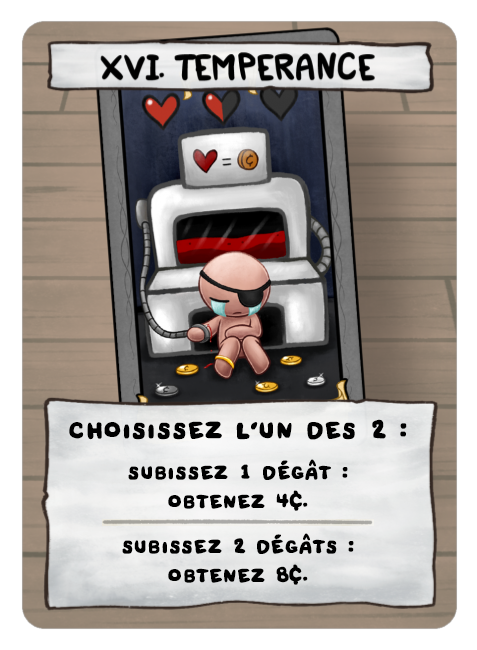 XVI. TEMPERANCE
= ¢
CHOISISSEZ L'UN DES 2 :
SUBISSEZ 1 DÉGÂT :
OBTENEZ 4¢.
SUBISSEZ 2 DÉGÂTS :
OBTENEZ 8¢.